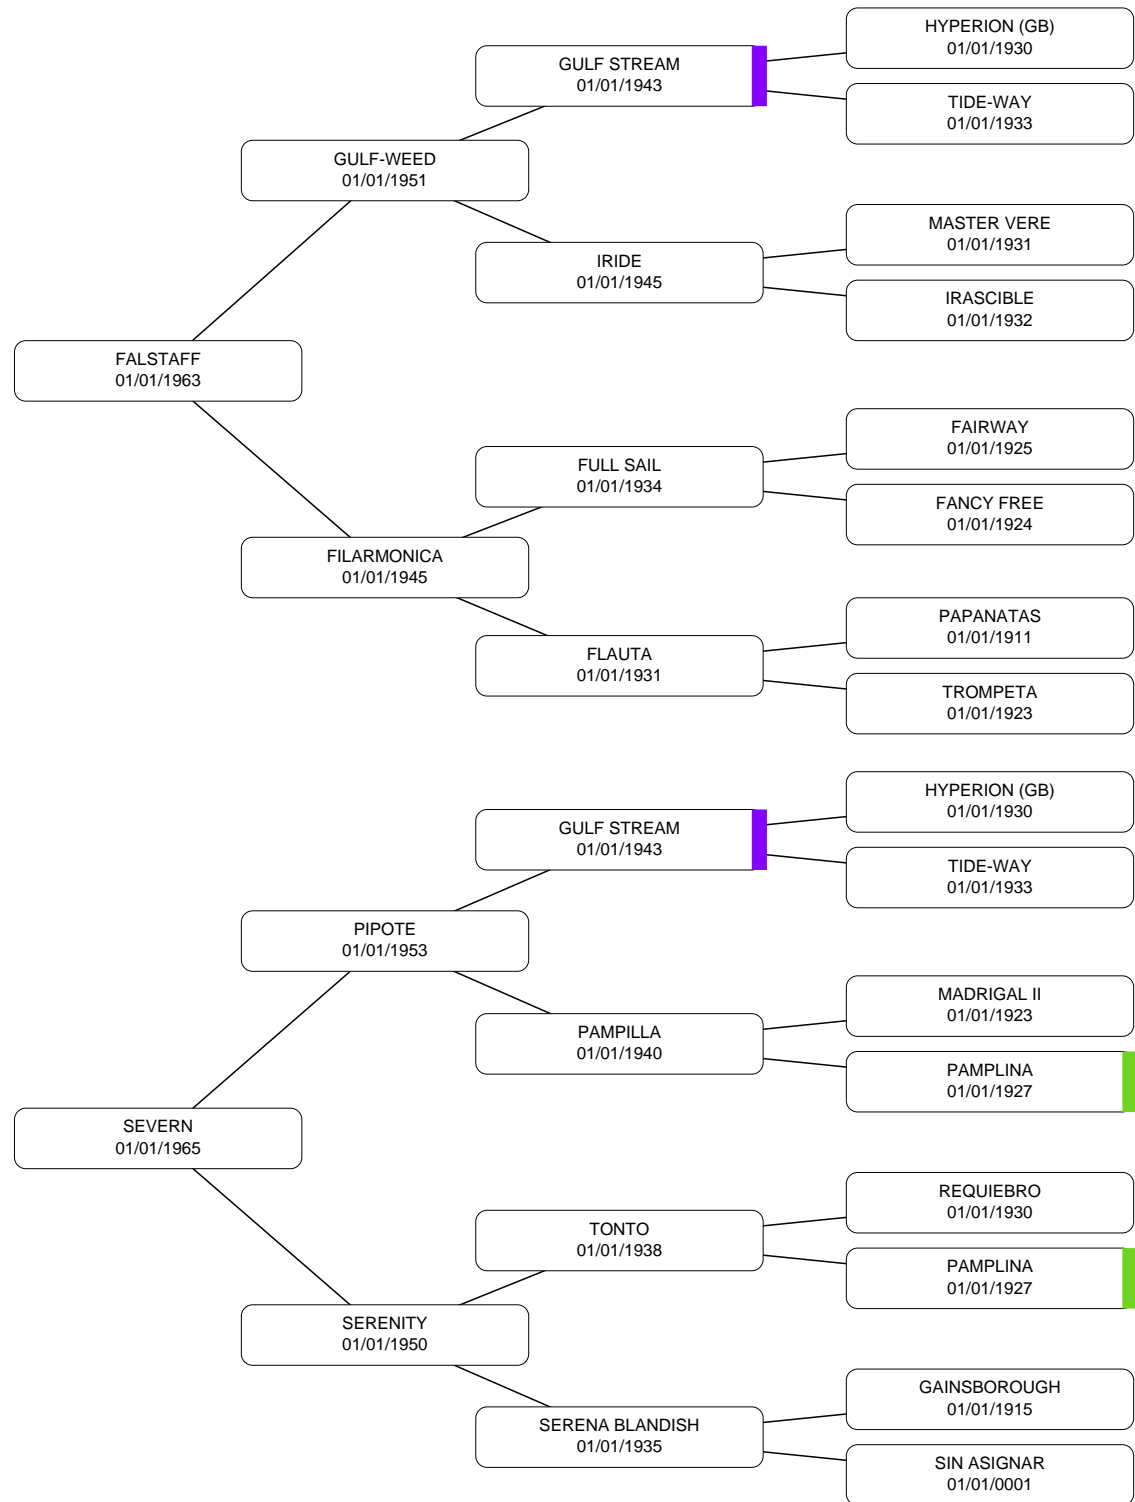 HYPERION (GB)
01/01/1930
GULF STREAM
01/01/1943
TIDE-WAY
01/01/1933
GULF-WEED
01/01/1951
MASTER VERE
01/01/1931
IRIDE
01/01/1945
IRASCIBLE
01/01/1932
FALSTAFF
01/01/1963
FAIRWAY
01/01/1925
FULL SAIL
01/01/1934
FANCY FREE
01/01/1924
FILARMONICA
01/01/1945
PAPANATAS
01/01/1911
FLAUTA
01/01/1931
TROMPETA
01/01/1923
HYPERION (GB)
01/01/1930
GULF STREAM
01/01/1943
TIDE-WAY
01/01/1933
PIPOTE
01/01/1953
MADRIGAL II
01/01/1923
PAMPILLA
01/01/1940
PAMPLINA
01/01/1927
SEVERN
01/01/1965
REQUIEBRO
01/01/1930
TONTO
01/01/1938
PAMPLINA
01/01/1927
SERENITY
01/01/1950
GAINSBOROUGH
01/01/1915
SERENA BLANDISH
01/01/1935
SIN ASIGNAR
01/01/0001